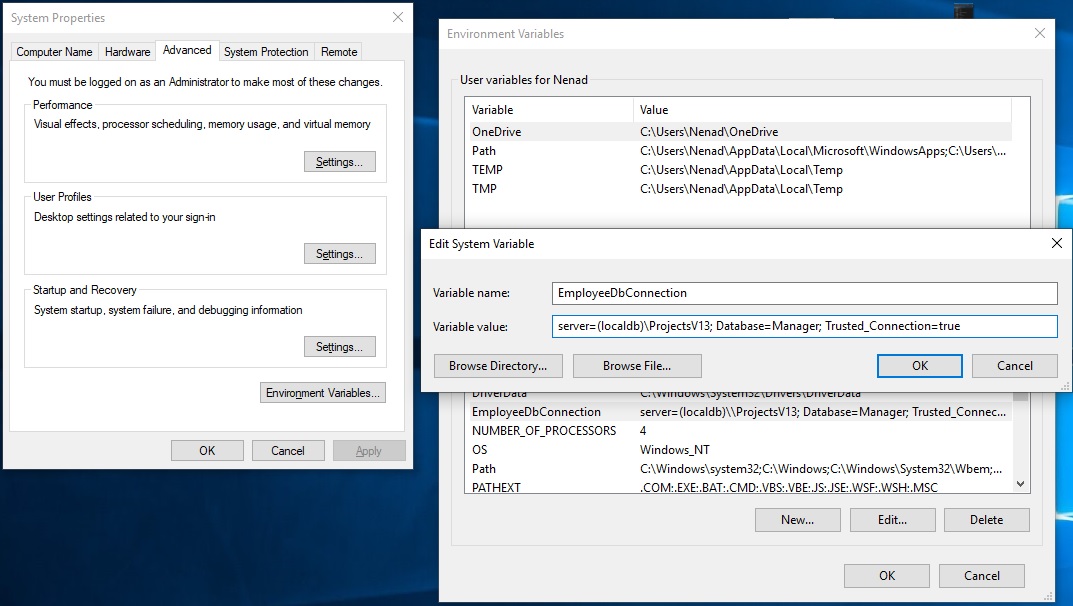 System Properties
Computer Name Hardware Advanced System Protection Remote
You must be logged on as an Administrator to make most of these changes.
Performance
Visual effects, processor scheduling, memory usage, and virtual memory
Settings...
User Profiles
Desktop settings related to your sign-in
Settings...
Startup and Recovery
System startup, system failure, and debugging information
Settings...
Environment Variables...
OK Cancel Apply
Environment Variables
User variables for Nenad
Variable Value
OneDrive C:\Users\Nenad\OneDrive
Path C:\Users\Nenad\AppData\Local\Microsoft\WindowsApps;C:\Users\...
TEMP C:\Users\Nenad\AppData\Local\Temp
TMP C:\Users\Nenad\AppData\Local\Temp
Edit System Variable
Variable name: EmployeeDbConnection
Variable value: server=(localdb)\ProjectsV13; Database=Manager; Trusted_Connection=true
Browse Directory... Browse File... OK Cancel
DriverData C:\Windows\System32\Drivers\DriverData
EmployeeDbConnection server=(localdb)\\ProjectsV13; Database=Manager; Trusted_Connec...
NUMBER_OF_PROCESSORS 4
OS Windows_NT
Path C:\Windows\system32;C:\Windows;C:\Windows\System32\Wbem;...
PATHEXT .COM;.EXE;.BAT;.CMD;.VBS;.VBE;.JS;.JSE;.WSF;.WSH;.MSC
New... Edit... Delete
OK Cancel